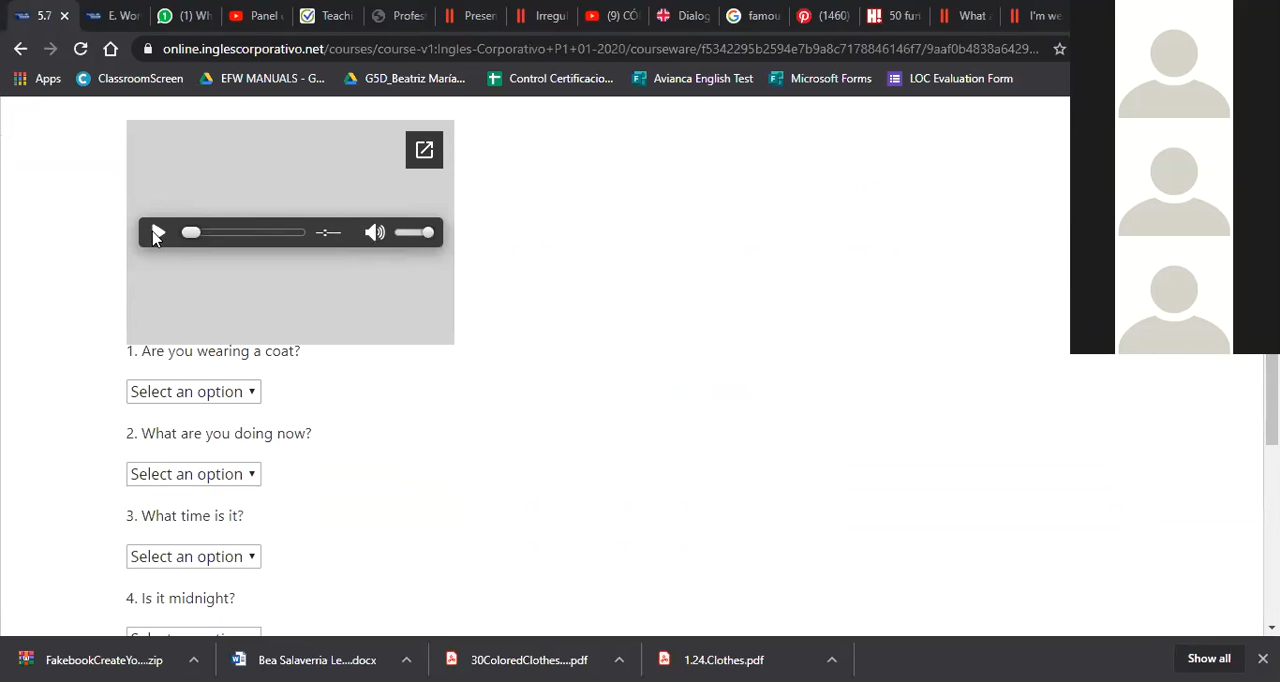 5.7
E. Wor
(1) Wh
Panel
Teachi
Profes
Presen
Irregul
(9) CÓ
Dialog
famou
(1460)
50 fun
What
I'm we
online.inglescorporativo.net/courses/course-v1:Ingles-Corporativo+P1+01-2020/courseware/f5342295b2594e7b9a8c7178846146f7/9aaf0b4838a6429...
Apps
ClassroomScreen
EFW MANUALS - G...
G5D_Beatriz María...
Control Certificacio...
Avianca English Test
Microsoft Forms
LOC Evaluation Form
1. Are you wearing a coat?
Select an option
2. What are you doing now?
Select an option
3. What time is it?
Select an option
4. Is it midnight?
FakebookCreateYo....zip
Bea Salaverria Le....docx
30ColoredClothes....pdf
1.24.Clothes.pdf
Show all